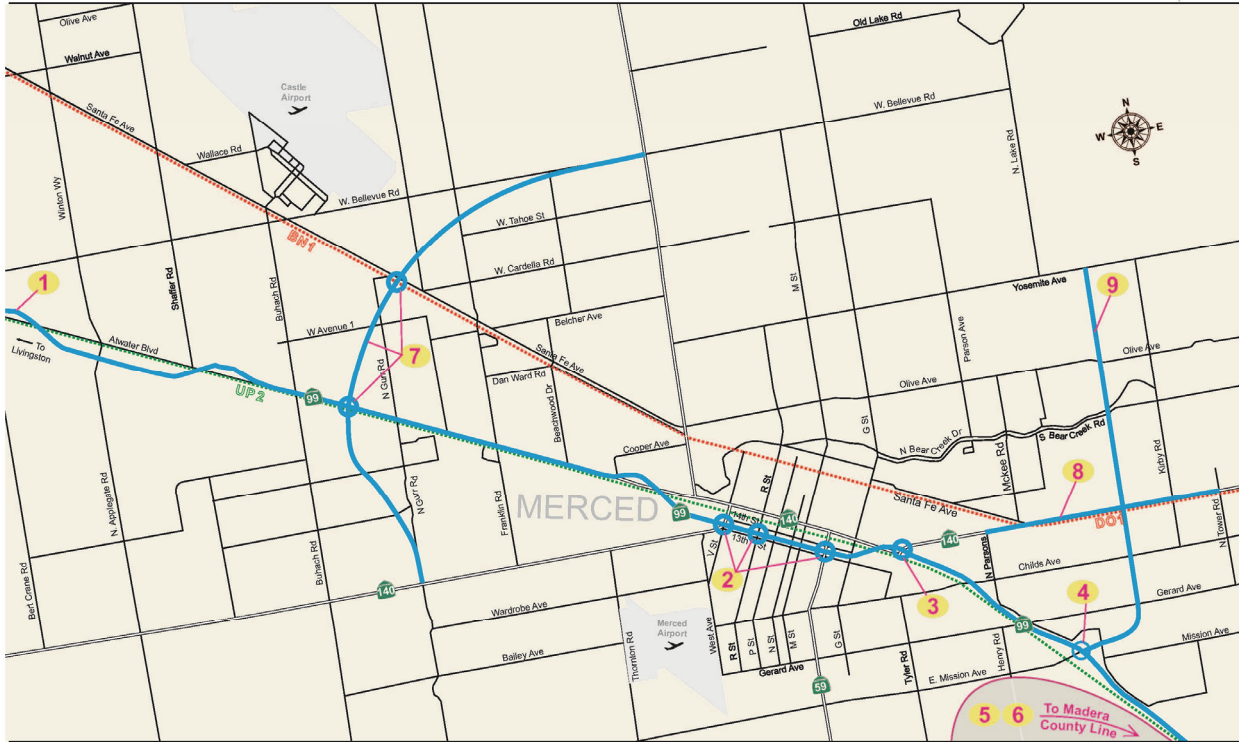 Olive Ave
Old Lake Rd
Walnut Ave
Castle
Airport
W. Bellevue Rd
N
W
E
S
Santa Fe Ave
N. Lake Rd
Wallace Rd
Winton Wy
W. Bellevue Rd
W. Tahoe St
BN1
W. Cardella Rd
M St
Shaffer Rd
Buhach Rd
1
Yosemite Ave
9
W Avenue 1
Belcher Ave
Parson Ave
To
Livingston
Atwater Blvd
7
Santa Fe Ave
Olive Ave
N Gurr Rd
Dan Ward Rd
Olive Ave
UP 2
99
Beachwood Dr
G St
N Bear Creek Dr
S Bear Creek Rd
Cooper Ave
Mckee Rd
Kirby Rd
R St
8
N. Applegate Rd
N Gurr Rd
Franklin Rd
MERCED
99
14th St
140
Santa Fe Ave
DO1
13th St
140
V St
N. Tower Rd
Buhach Rd
2
N Parsons
Childs Ave
Bert Crane Rd
140
3
4
Gerard Ave
Wardrobe Ave
99
Merced
Airport
Thornton Rd
West Ave
R St
P St
N St
M St
G St
Henry Rd
Mission Ave
Bailey Ave
Gerard Ave
Tyler Rd
E. Mission Ave
59
5
6
To Madera
County Line